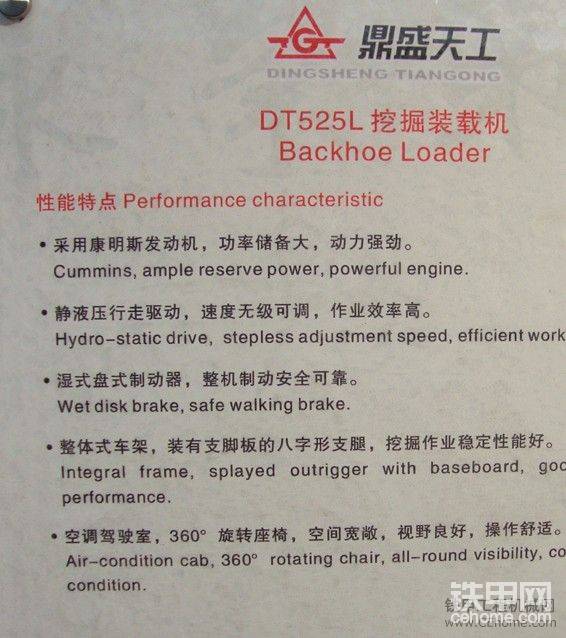 鼎盛天工
DINGSHENG TIANGONG
DT525L 挖掘装载机
Backhoe Loader
性能特点 Performance characteristic
• 采用康明斯发动机，功率储备大，动力强劲。
Cummins, ample reserve power, powerful engine.
• 静液压行走驱动，速度无级可调，作业效率高。
Hydro-static drive, stepless adjustment speed, efficient work
• 湿式盘式制动器，整机制动安全可靠。
Wet disk brake, safe walking brake.
• 整体式车架，装有支脚板的八字形支腿，挖掘作业稳定性能好。
Integral frame, splayed outrigger with baseboard, goo
performance.
• 空调驾驶室，360° 旋转座椅，空间宽敞，视野良好，操作舒适。
Air-condition cab, 360° rotating chair, all-round visibility, co
condition.
铁甲网
cehome.com